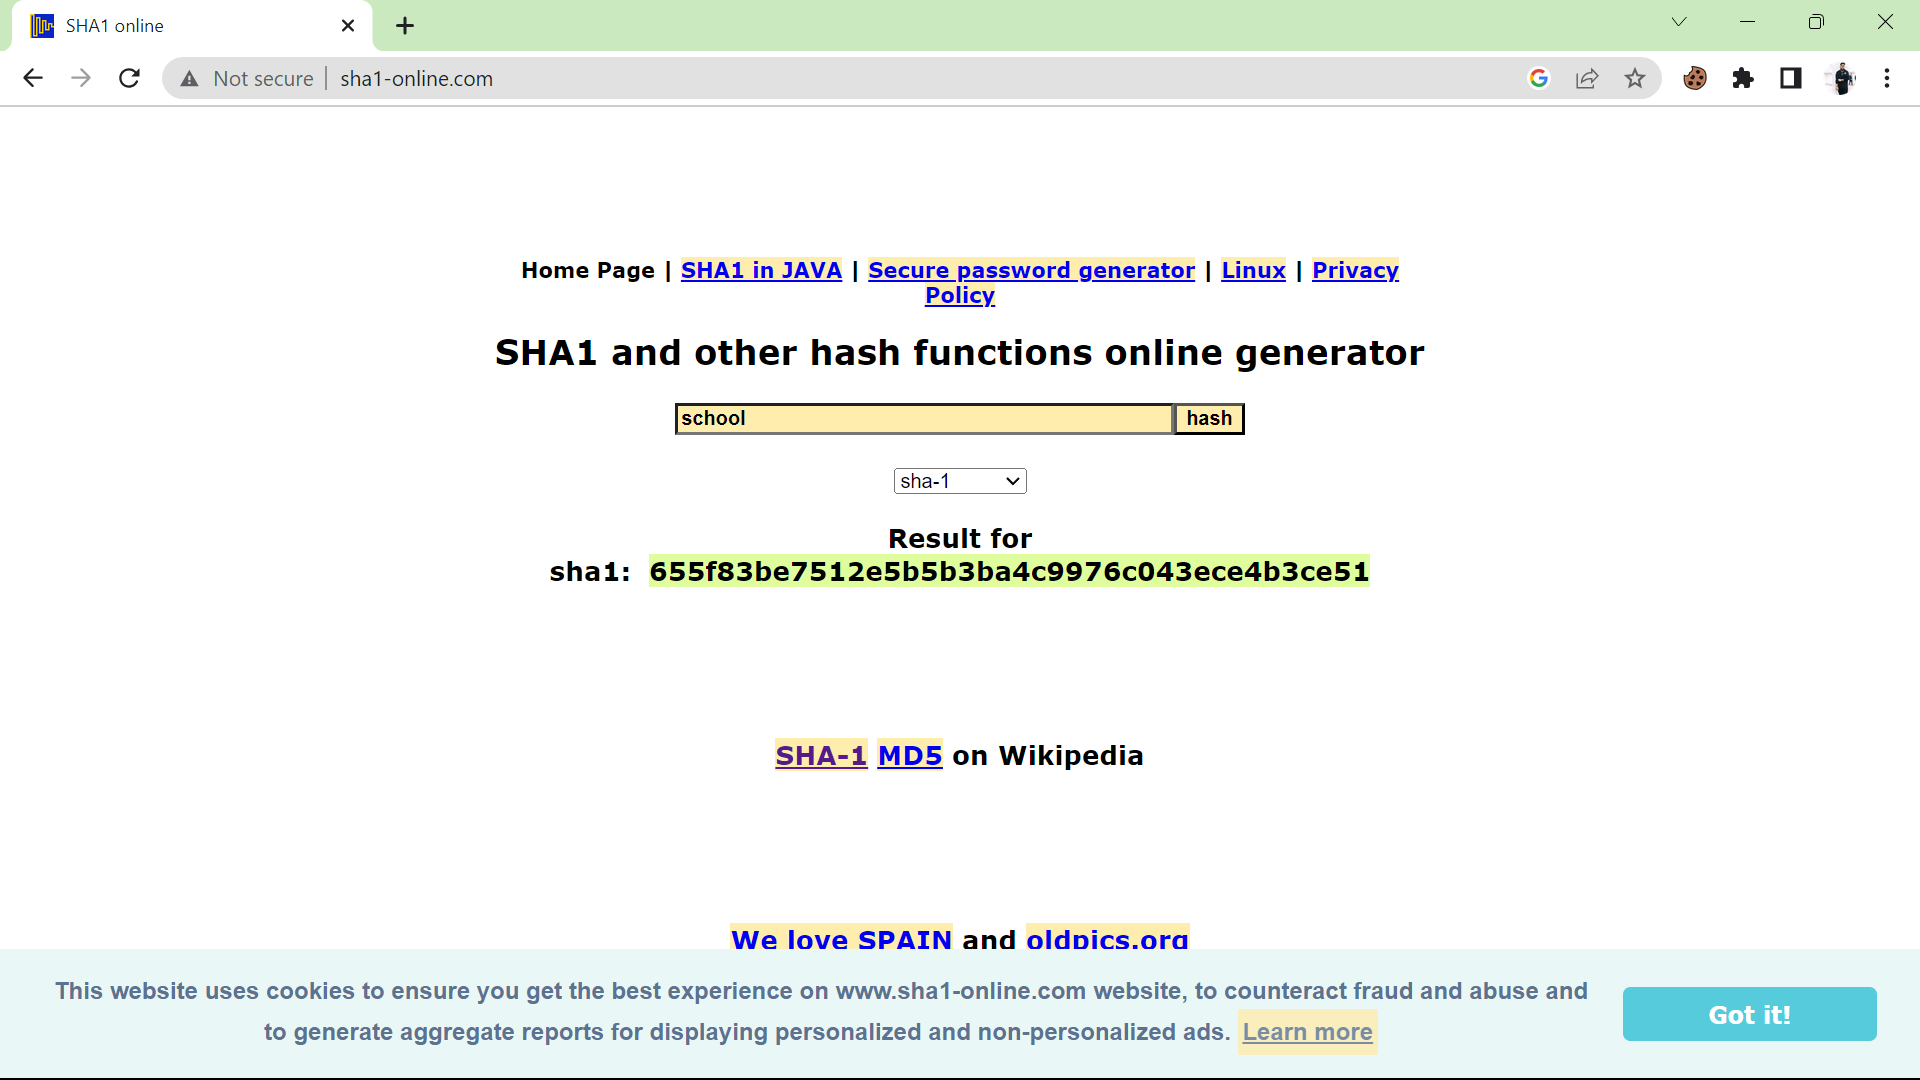 SHA1 online
Not secure
sha1-online.com
Home Page | SHA1 in JAVA | Secure password generator | Linux | Privacy
Policy
SHA1 and other hash functions online generator
school
hash
sha-1
Result for
sha1: 655f83be7512e5b5b3ba4c9976c043ece4b3ce51
SHA-1 MD5 on Wikipedia
We love SPAIN and oldpics.org
This website uses cookies to ensure you get the best experience on www.sha1-online.com website, to counteract fraud and abuse and
to generate aggregate reports for displaying personalized and non-personalized ads. Learn more
Got it!